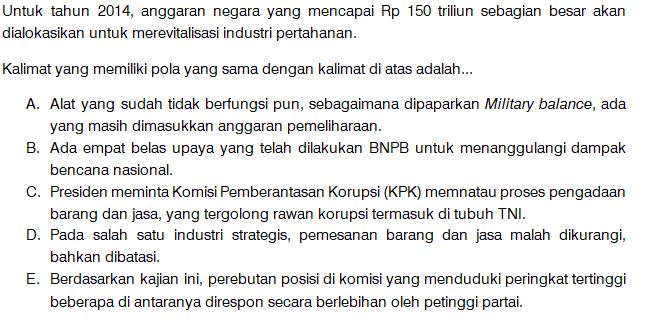 Untuk tahun 2014, anggaran negara yang mencapai Rp 150 triliun sebagian besar akan
dialokasikan untuk merevitalisasi industri pertahanan.
Kalimat yang memiliki pola yang sama dengan kalimat di atas adalah...
A. Alat yang sudah tidak berfungsi pun, sebagaimana dipaparkan Military balance, ada
yang masih dimasukkan anggaran pemeliharaan.
B. Ada empat belas upaya yang telah dilakukan BNPB untuk menanggulangi dampak
bencana nasional.
C. Presiden meminta Komisi Pemberantasan Korupsi (KPK) memnatau proses pengadaan
barang dan jasa, yang tergolong rawan korupsi termasuk di tubuh TNI.
D. Pada salah satu industri strategis, pemesanan barang dan jasa malah dikurangi,
bahkan dibatasi.
E. Berdasarkan kajian ini, perebutan posisi di komisi yang menduduki peringkat tertinggi
beberapa di antaranya direspon secara berlebihan oleh petinggi partai.